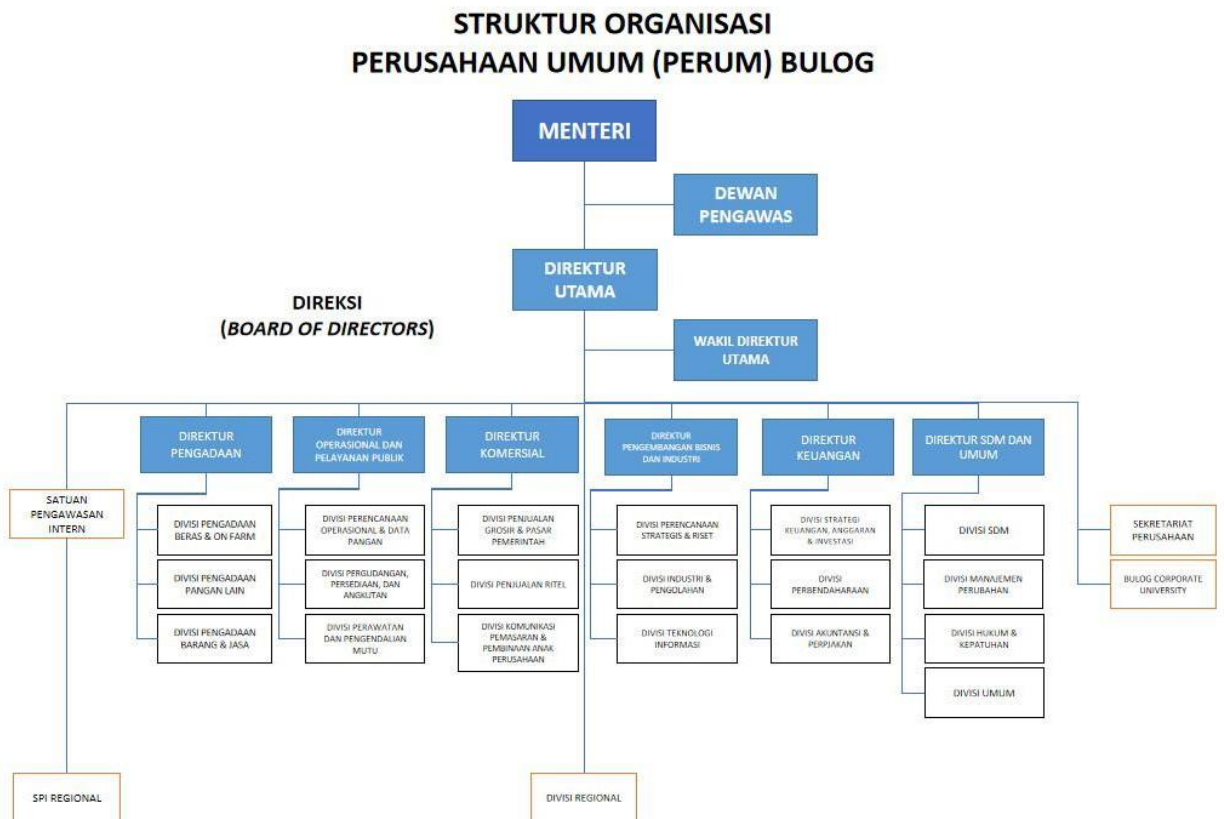 STRUKTUR ORGANISASI
PERUSAHAAN UMUM (PERUM) BULOG
MENTERI
DEWAN
PENGAWAS
DIREKTUR
UTAMA
DIREKSI
(BOARD OF DIRECTORS)
WAKIL DIREKTUR
UTAMA
DIREKTUR
PENGADAAN
DIREKTUR
OPERASIONAL DAN
PELAYANAN PUBLIK
DIREKTUR
KOMERSIAL
DIREKTUR
PENGEMBANGAN BISNIS
DAN INDUSTRI
DIREKTUR
KEUANGAN
DIREKTUR SDM DAN
UMUM
SATUAN
PENGAWASAN
INTERN
DIVISI PENGADAAN
BERAS & ON FARM
DIVISI PENGADAAN
PANGAN LAIN
DIVISI PENGADAAN
BARANG & JASA
DIVISI PERENCANAAN
OPERASIONAL & DATA
PANGAN
DIVISI PERGUDANGAN,
PERSEDIAAN, DAN
ANGKUTAN
DIVISI PERAWATAN
DAN PENGENDALIAN
MUTU
DIVISI PENJUALAN
GROSIR & PASAR
PEMERINTAH
DIVISI PENJUALAN RITEL
DIVISI KOMUNIKASI
PEMASARAN &
PEMBINAAN ANAK
PERUSAHAAN
DIVISI PERENCANAAN
STRATEGIS & RISET
DIVISI INDUSTRI &
PENGOLAHAN
DIVISI TEKNOLOGI
INFORMASI
DIVISI STRATEGI
KEUANGAN, ANGGARAN
& INVESTASI
DIVISI
PERBENDAHARAAN
DIVISI AKUNTANSI &
PERPJAKAN
DIVISI SDM
DIVISI MANAJEMEN
PERUBAHAN
DIVISI HUKUM &
KEPATUHAN
DIVISI UMUM
SEKRETARIAT
PERUSAHAAN
BULOG CORPORATE
UNIVERSITY
SPI REGIONAL
DIVISI REGIONAL